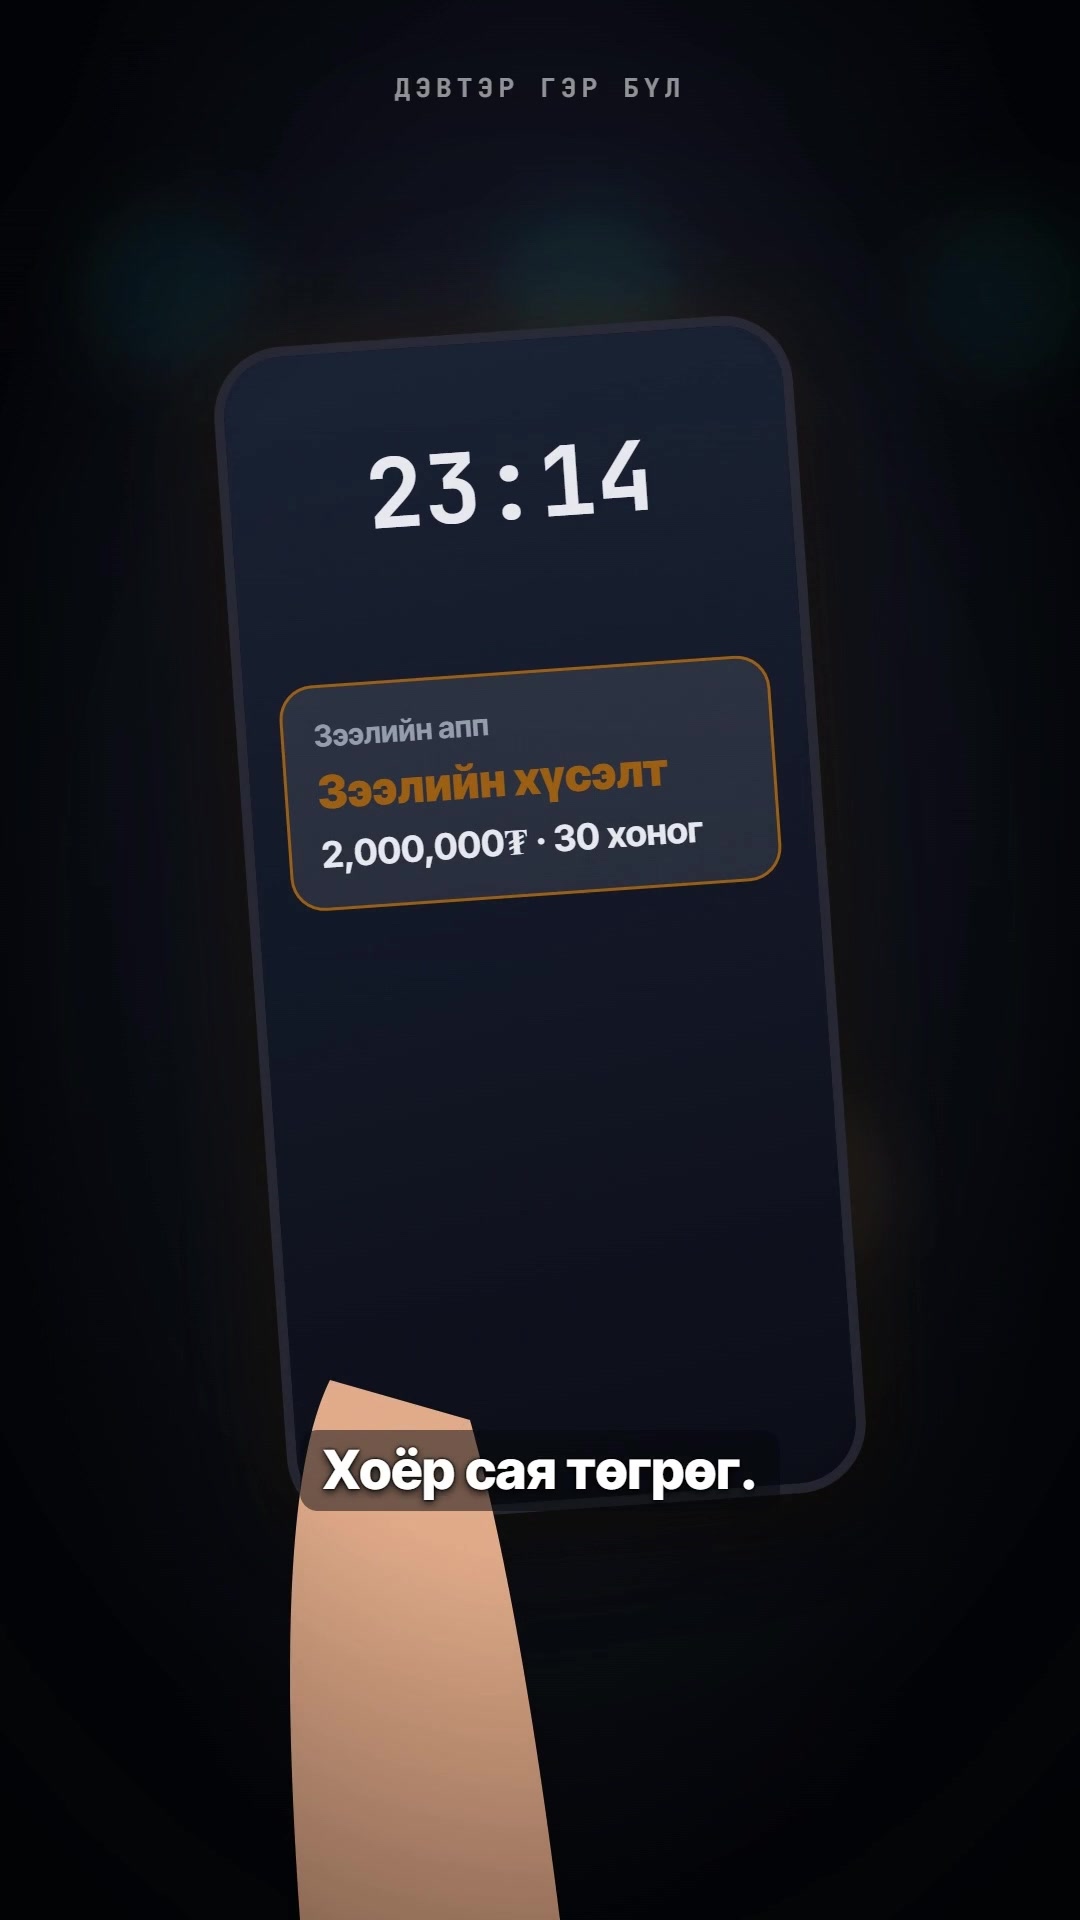 ДЭВТЭР ГЭР БҮЛ
23:14
Зээлийн апп
Зээлийн хүсэлт
2,000,000₮ · 30 хоног
Хоёр сая төгрөг.